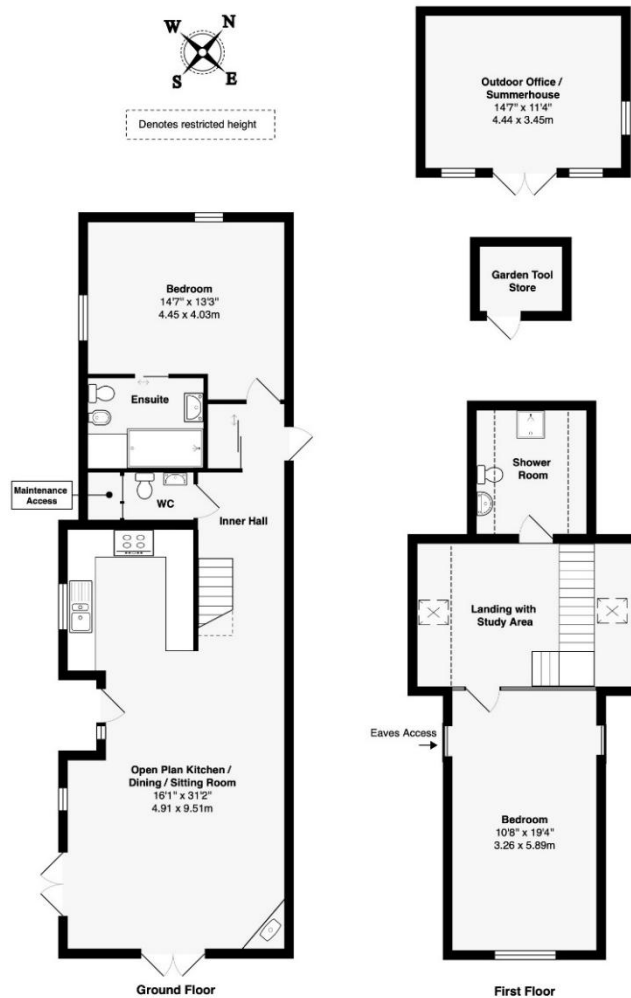 W N
S E
Denotes restricted height
Outdoor Office /
Summerhouse
14'7" x 11'4"
4.44 x 3.45m
Garden Tool
Store
Bedroom
14'7" x 13'3"
4.45 x 4.03m
Ensuite
Maintenance
Access
WC
Inner Hall
Open Plan Kitchen /
Dining / Sitting Room
16'1" x 31'2"
4.91 x 9.51m
Ground Floor
Shower
Room
Landing with
Study Area
Eaves Access
Bedroom
10'8" x 19'4"
3.26 x 5.89m
First Floor